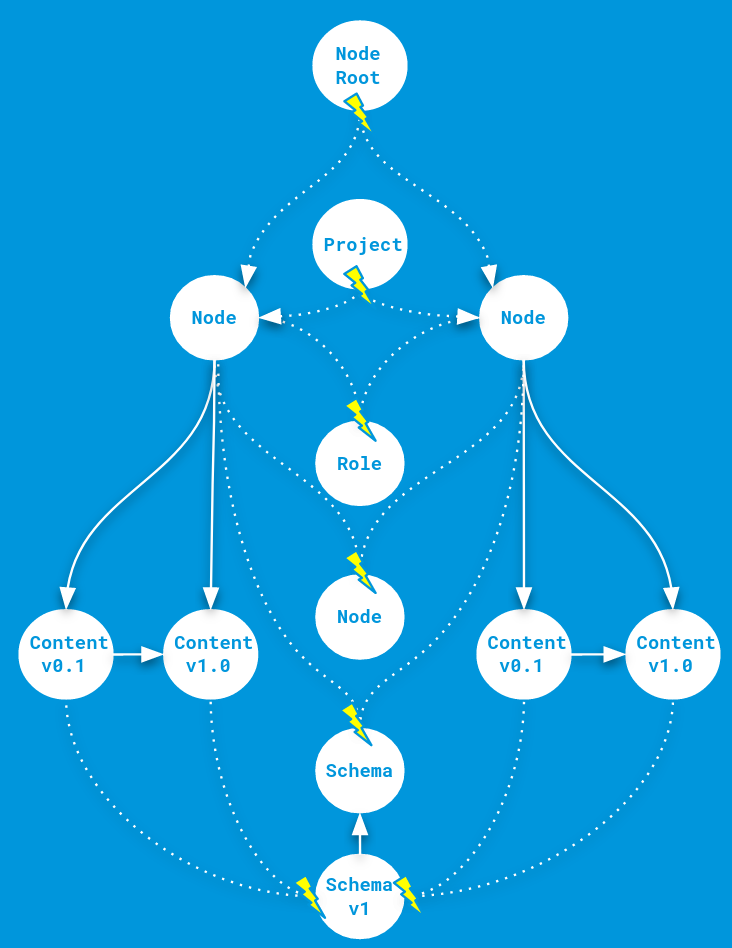 Node
Root
Project
Node
Node
Role
Node
Content
v0.1
Content
v1.0
Content
v0.1
Content
v1.0
Schema
Schema
v1